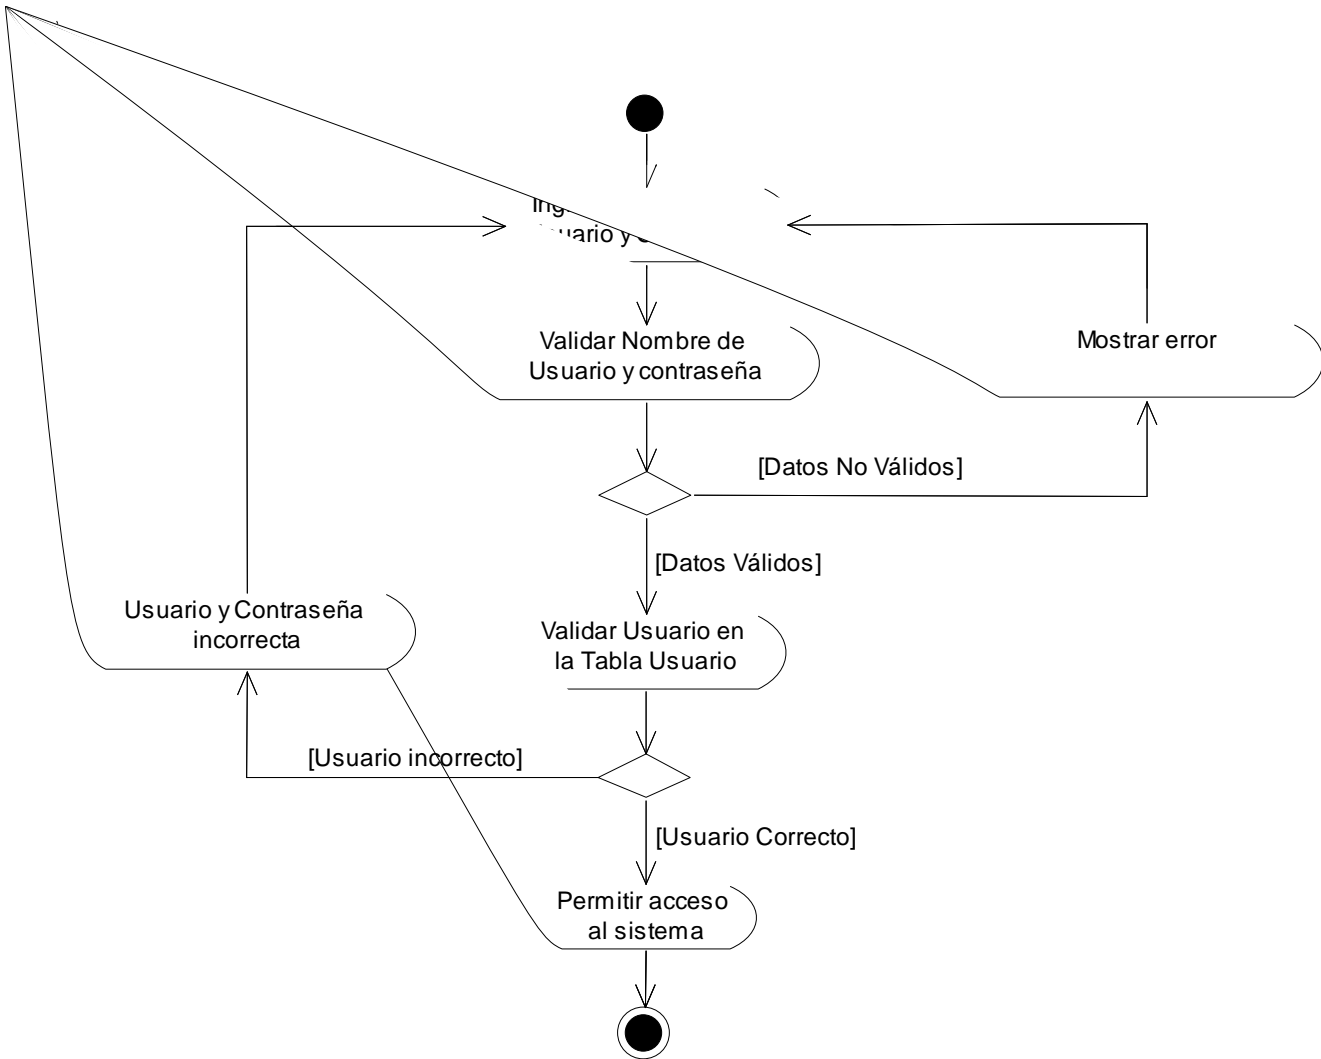 Validar Nombre de
Usuario y contraseña
Mostrar error
[Datos No Válidos]
[Datos Válidos]
Usuario y Contraseña
incorrecta
Validar Usuario en
la Tabla Usuario
[Usuario incorrecto]
[Usuario Correcto]
Permitir acceso
al sistema